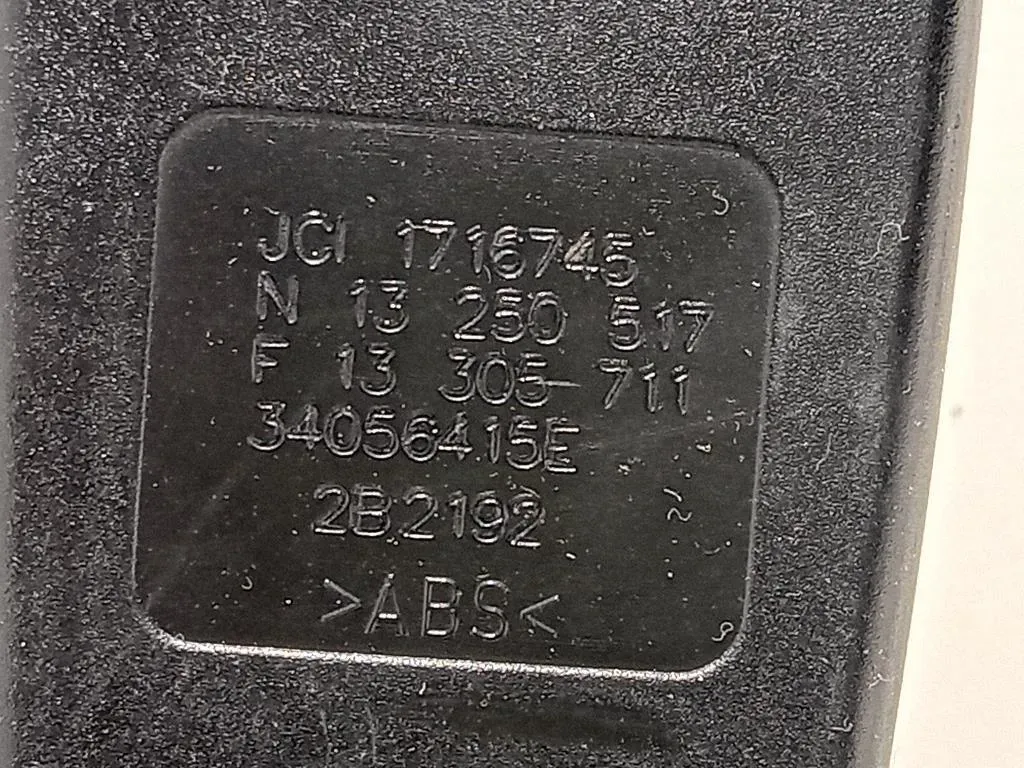 JCI 1716745
N 13 250 517
F 13 305 711
34056415E
2B2192
>ABS<